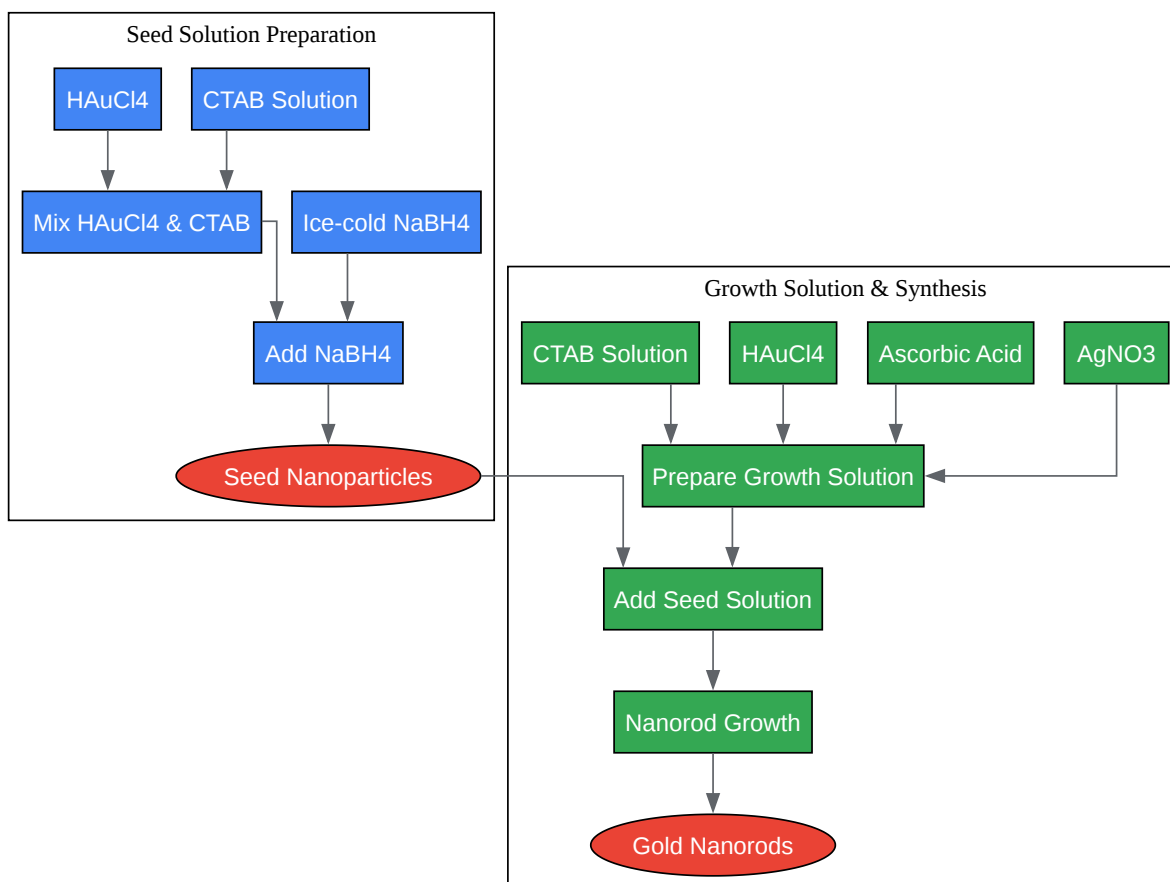 Seed Solution Preparation
HAuCl4
CTAB Solution
Mix HAuCl4 & CTAB
Ice-cold NaBH4
Add NaBH4
Seed Nanoparticles
Growth Solution & Synthesis
CTAB Solution
HAuCl4
Ascorbic Acid
AgNO3
Prepare Growth Solution
Add Seed Solution
Nanorod Growth
Gold Nanorods